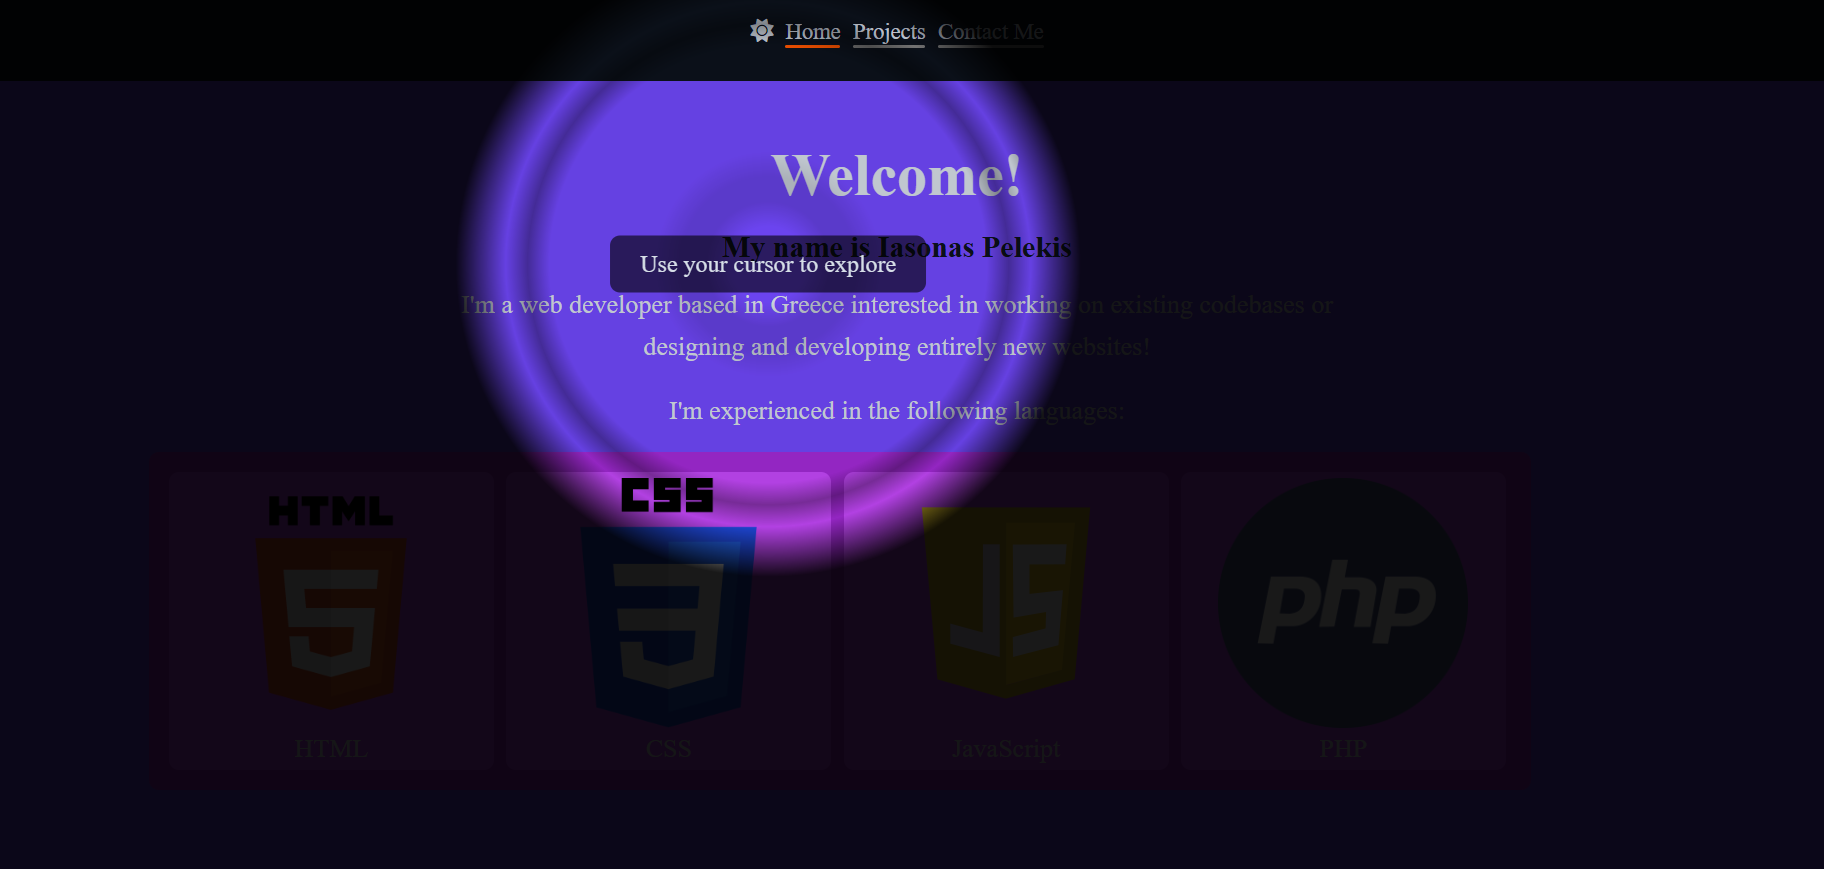 Home Projects Contact Me
Welcome!
My name is Iasonas Pelekis
Use your cursor to explore
I'm a web developer based in Greece interested in working on existing codebases or
designing and developing entirely new websites!
I'm experienced in the following languages:
HTML
5
CSS
3
JS
php
HTML
CSS
JavaScript
PHP